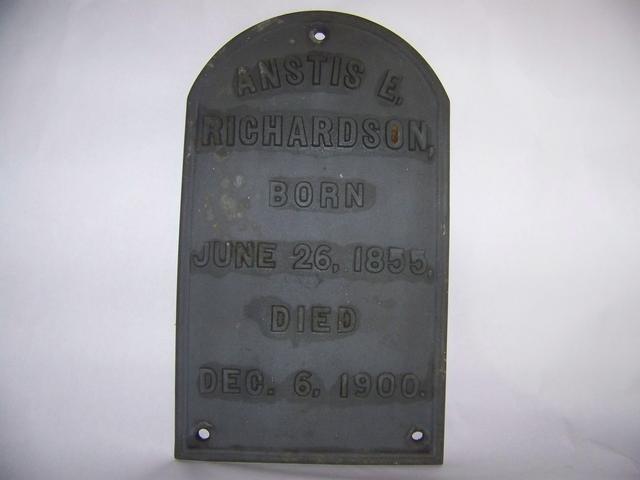 ANSTIS E,
RICHARDSON,
BORN
JUNE 26, 1855,
DIED
DEC. 6, 1900.